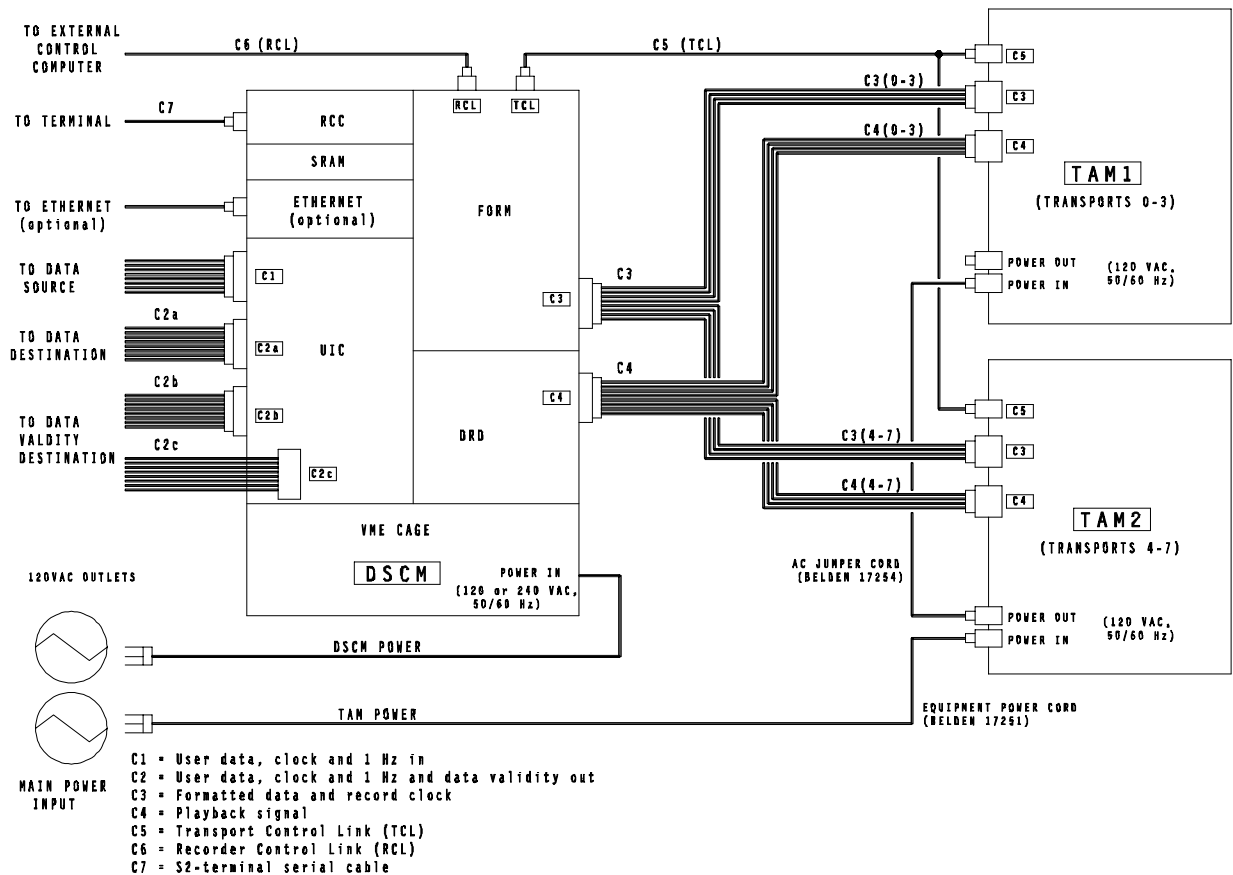 TO EXTERNAL
CONTROL
COMPUTER
C6 (RCL)
C5 (TCL)
C5
C3(0-3)
C3
RCL
TCL
C7
TO TERMINAL
RCC
C4(0-3)
C4
SRAM
TAM1
(TRANSPORTS 0-3)
TO ETHERNET
(optional)
ETHERNET
(optional)
FORM
TO DATA
SOURCE
C1
C3
C3
POWER OUT
POWER IN
(120 VAC,
50/60 Hz)
C2a
TO DATA
DESTINATION
C2a
UIC
C4
C4
C2b
C2b
TO DATA
VALDITY
DESTINATION
C2c
C2c
DRD
C5
C3(4-7)
C3
C4(4-7)
C4
TAM2
(TRANSPORTS 4-7)
VME CAGE
DSCM
POWER IN
(120 or 240 VAC,
50/60 Hz)
AC JUMPER CORD
(BELDEN 17254)
120VAC OUTLETS
POWER OUT
POWER IN
(120 VAC,
50/60 Hz)
DSCM POWER
TAM POWER
EQUIPMENT POWER CORD
(BELDEN 17251)
MAIN POWER
INPUT
C1 = User data, clock and 1 Hz in
C2 = User data, clock and 1 Hz and data validity out
C3 = Formatted data and record clock
C4 = Playback signal
C5 = Transport Control Link (TCL)
C6 = Recorder Control Link (RCL)
C7 = S2-terminal serial cable